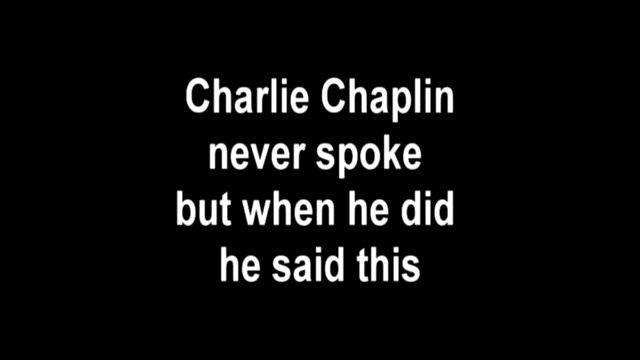 Charlie Chaplin
never spoke
but when he did
he said this